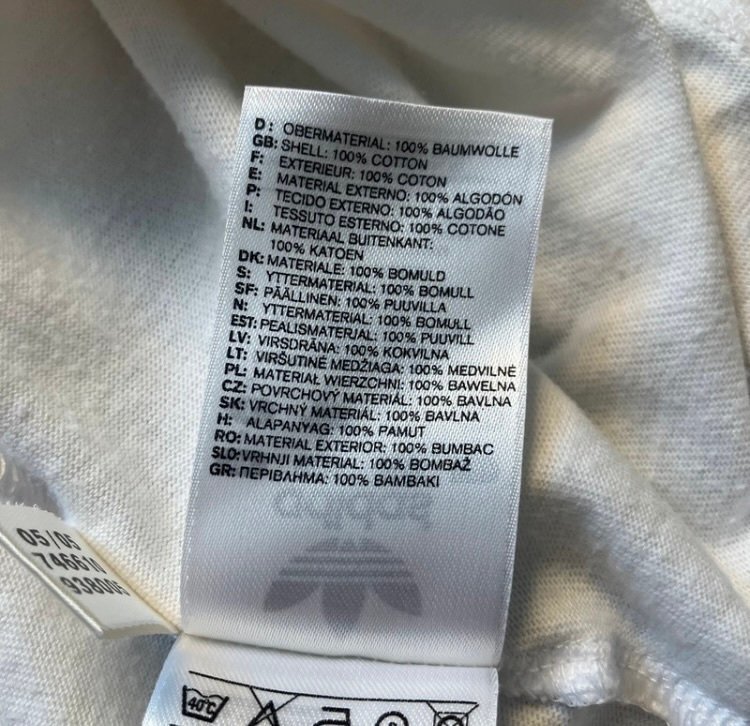 D: OBERMATERIAL: 100% BAUMWOLLE
GB: SHELL: 100% COTTON
F: EXTERIEUR: 100% COTON
E: MATERIAL EXTERNO: 100% ALGODÓN
P: TECIDO EXTERNO: 100% ALGODÃO
I: TESSUTO ESTERNO: 100% COTONE
NL: MATERIAAL BUITENKANT:
100% KATOEN
DK: MATERIALE: 100% BOMULD
S: YTTERMATERIAL: 100% BOMULL
SF: PÄÄLLINEN: 100% PUUVILLA
N: YTTERMATERIAL: 100% BOMULL
EST: PEALISMATERJAL: 100% PUUVILL
LV: VIRSDRĀNA: 100% KOKVILNA
LT: VIRŠUTINĖ MEDŽIAGA: 100% MEDVILNĖ
PL: MATERIAŁ WIERZCHNI: 100% BAWEŁNA
CZ: POVRCHOVÝ MATERIÁL: 100% BAVLNA
SK: VRCHNÝ MATERIÁL: 100% BAVLNA
H: ALAPANYAG: 100% PAMUT
RO: MATERIAL EXTERIOR: 100% BUMBAC
SLO: VRHNJI MATERIAL: 100% BOMBAŽ
GR: ΠΕΡΙΒΛΗΜΑ: 100% BAMBAKI
adidas
05/05
746610
938005
40°C